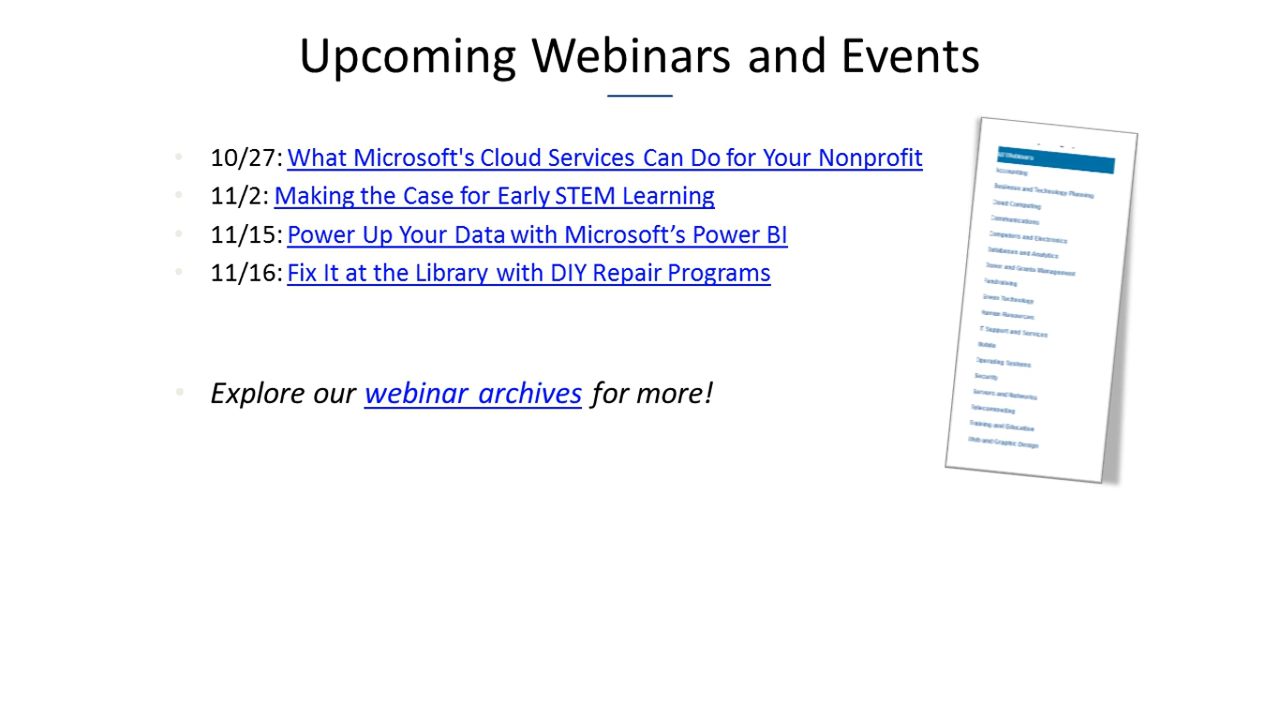 Upcoming Webinars and Events
10/27: What Microsoft's Cloud Services Can Do for Your Nonprofit
11/2: Making the Case for Early STEM Learning
11/15: Power Up Your Data with Microsoft’s Power BI
11/16: Fix It at the Library with DIY Repair Programs
Explore our webinar archives for more!
All Webinars
Accounting
Business and Technology Planning
Cloud Computing
Communications
Computers and Electronics
Databases and Analytics
Donor and Grants Management
Fundraising
Green Technology
Human Resources
IT Support and Services
Mobile
Operating Systems
Security
Servers and Networks
Telecommuting
Training and Education
Web and Graphic Design